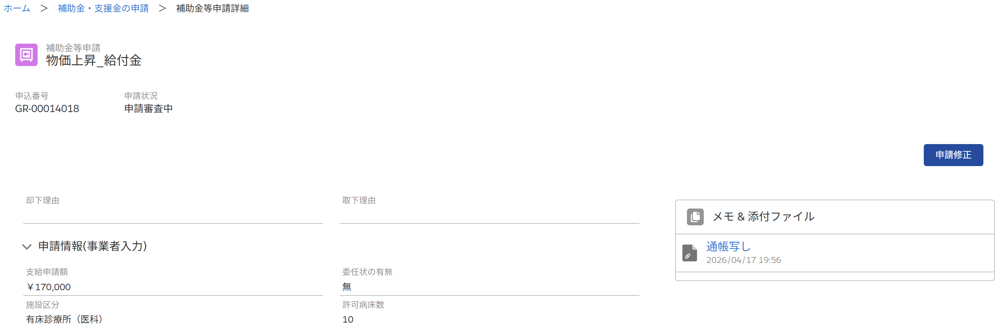 ホーム ＞ 補助金・支援金の申請 ＞ 補助金等申請詳細
補助金等申請
物価上昇_給付金
申込番号 申請状況
GR-00014018 申請審査中
申請修正
却下理由 取下理由
メモ & 添付ファイル
通帳写し
2026/04/17 19:56
申請情報(事業者入力)
支給申請額 委任状の有無
￥170,000 無
施設区分 許可病床数
有床診療所（医科） 10